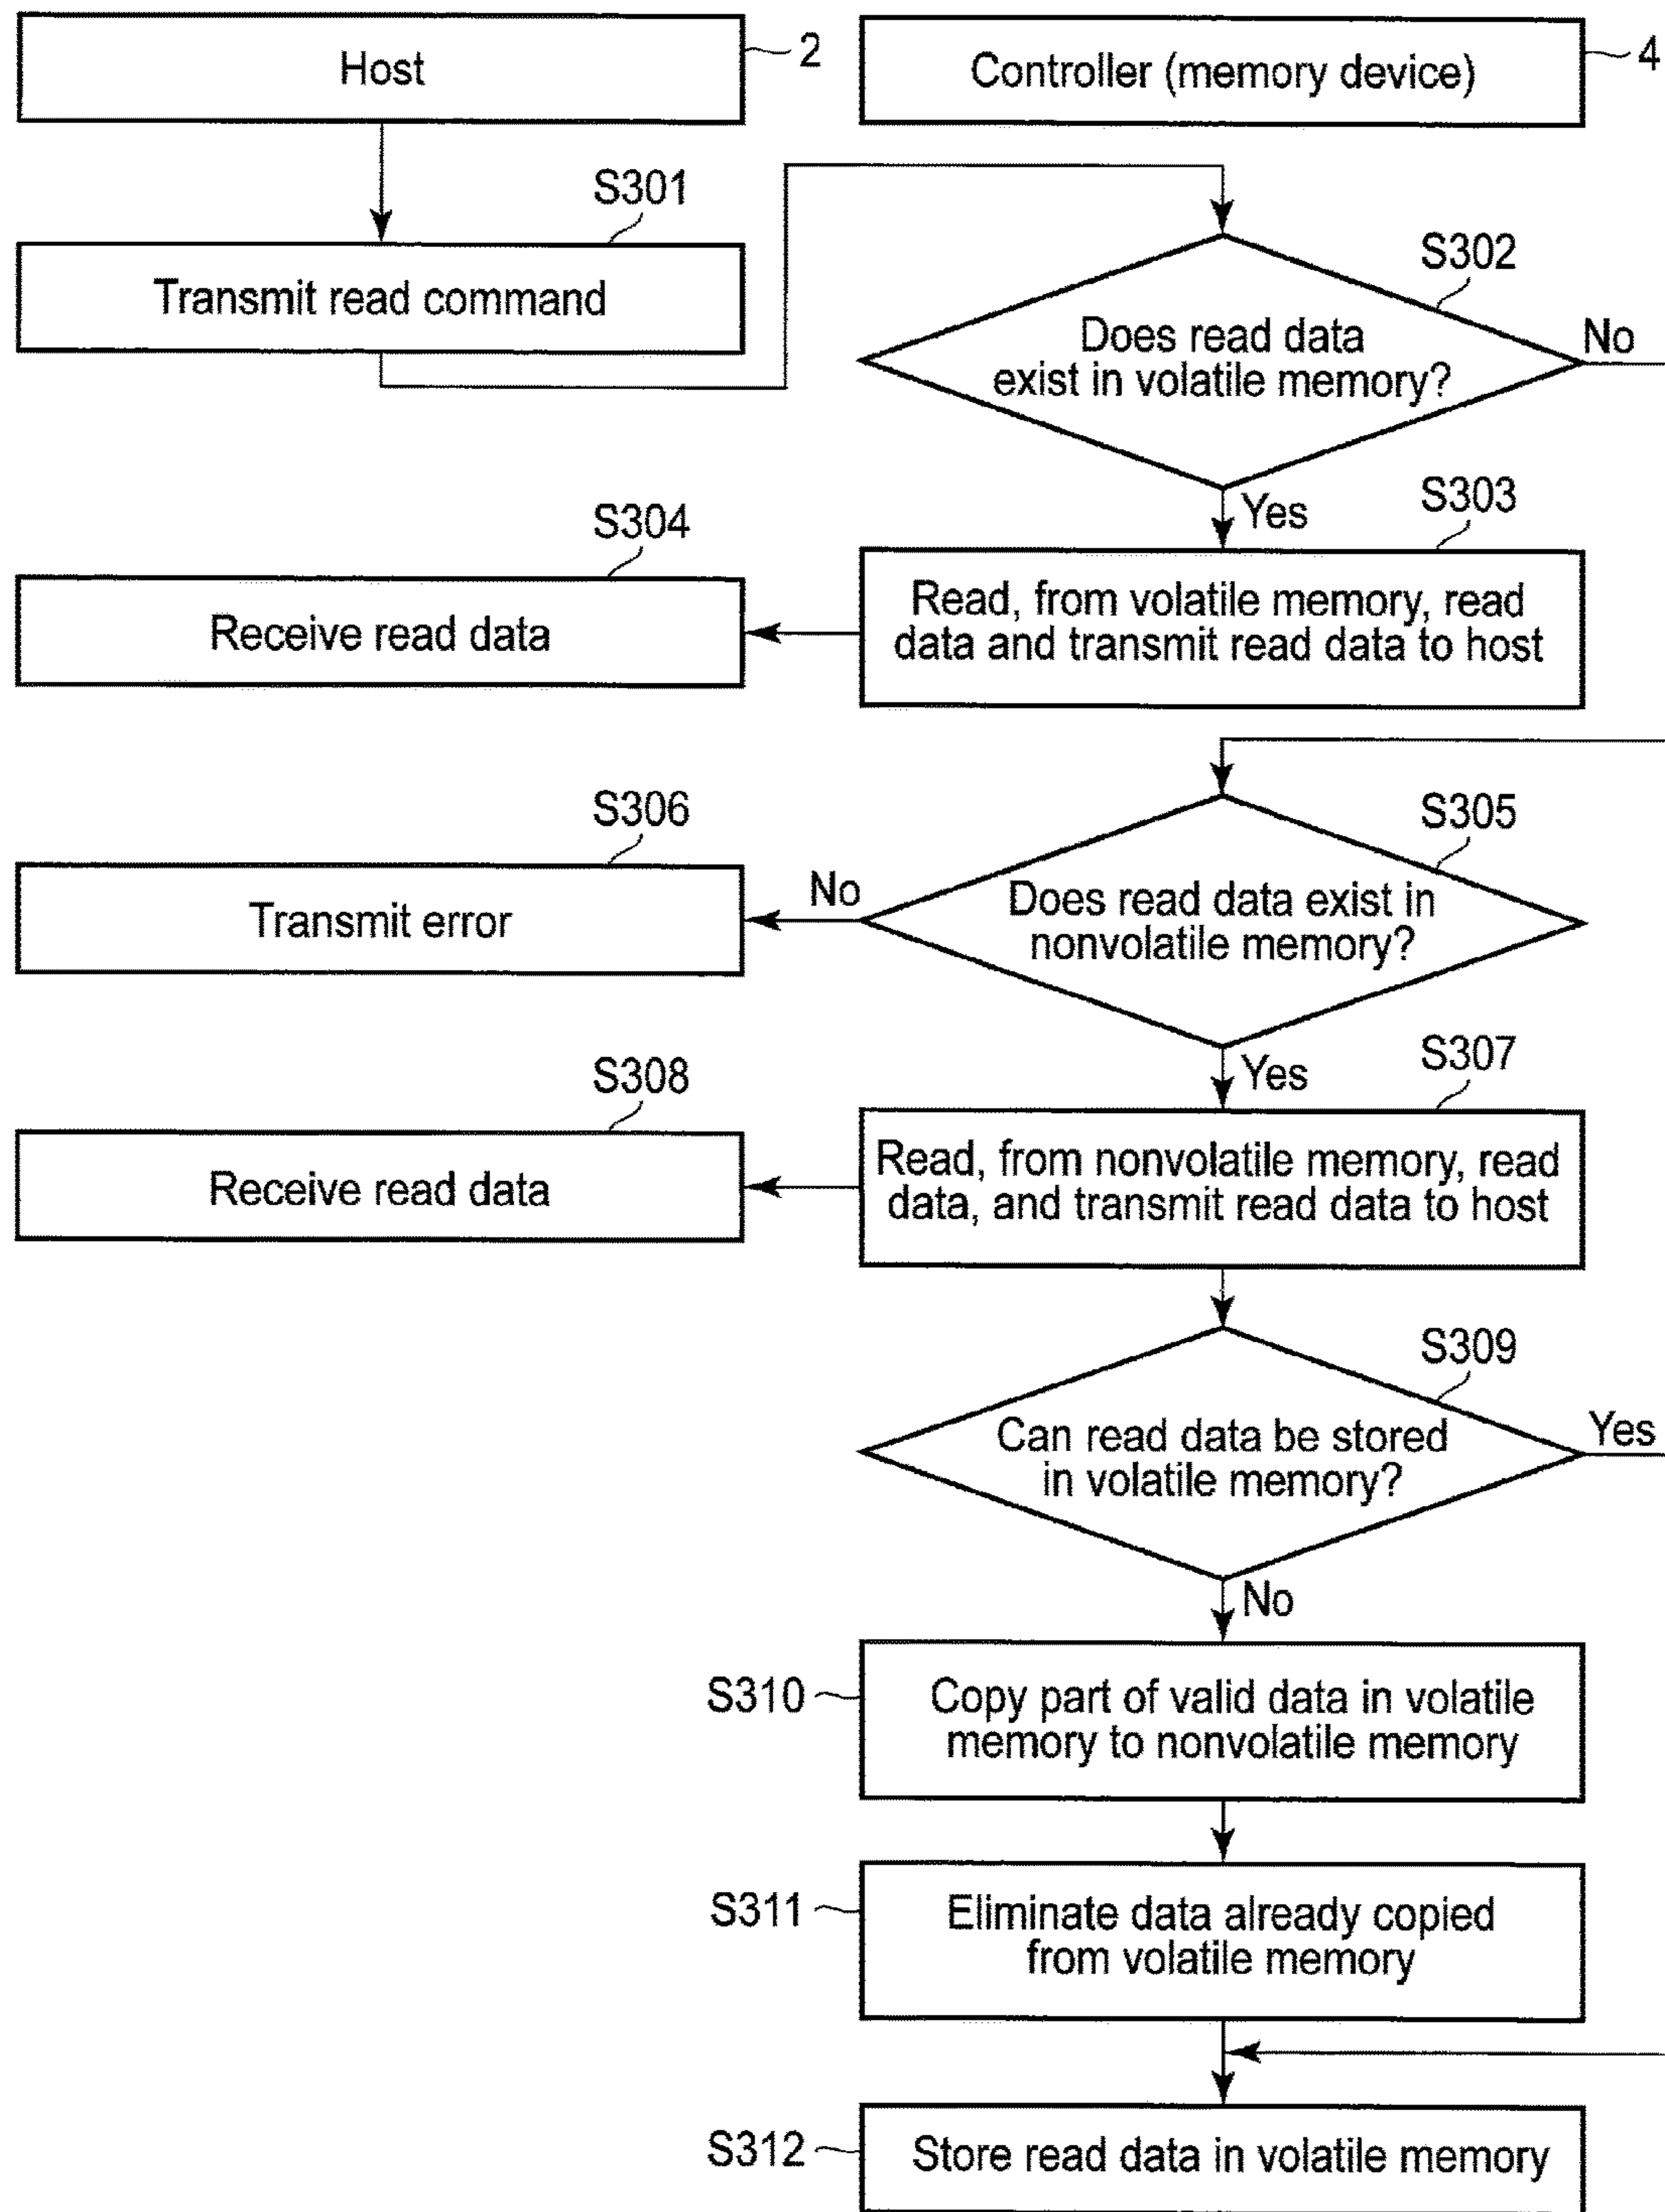 Host
2
Controller (memory device)
4
S301
Transmit read command
S302
Does read data
exist in volatile memory?
No
Yes
S303
Read, from volatile memory, read
data and transmit read data to host
S304
Receive read data
S305
Does read data exist in
nonvolatile memory?
No
S306
Transmit error
Yes
S307
Read, from nonvolatile memory, read
data, and transmit read data to host
S308
Receive read data
S309
Can read data be stored
in volatile memory?
Yes
No
S310
Copy part of valid data in volatile
memory to nonvolatile memory
S311
Eliminate data already copied
from volatile memory
S312
Store read data in volatile memory